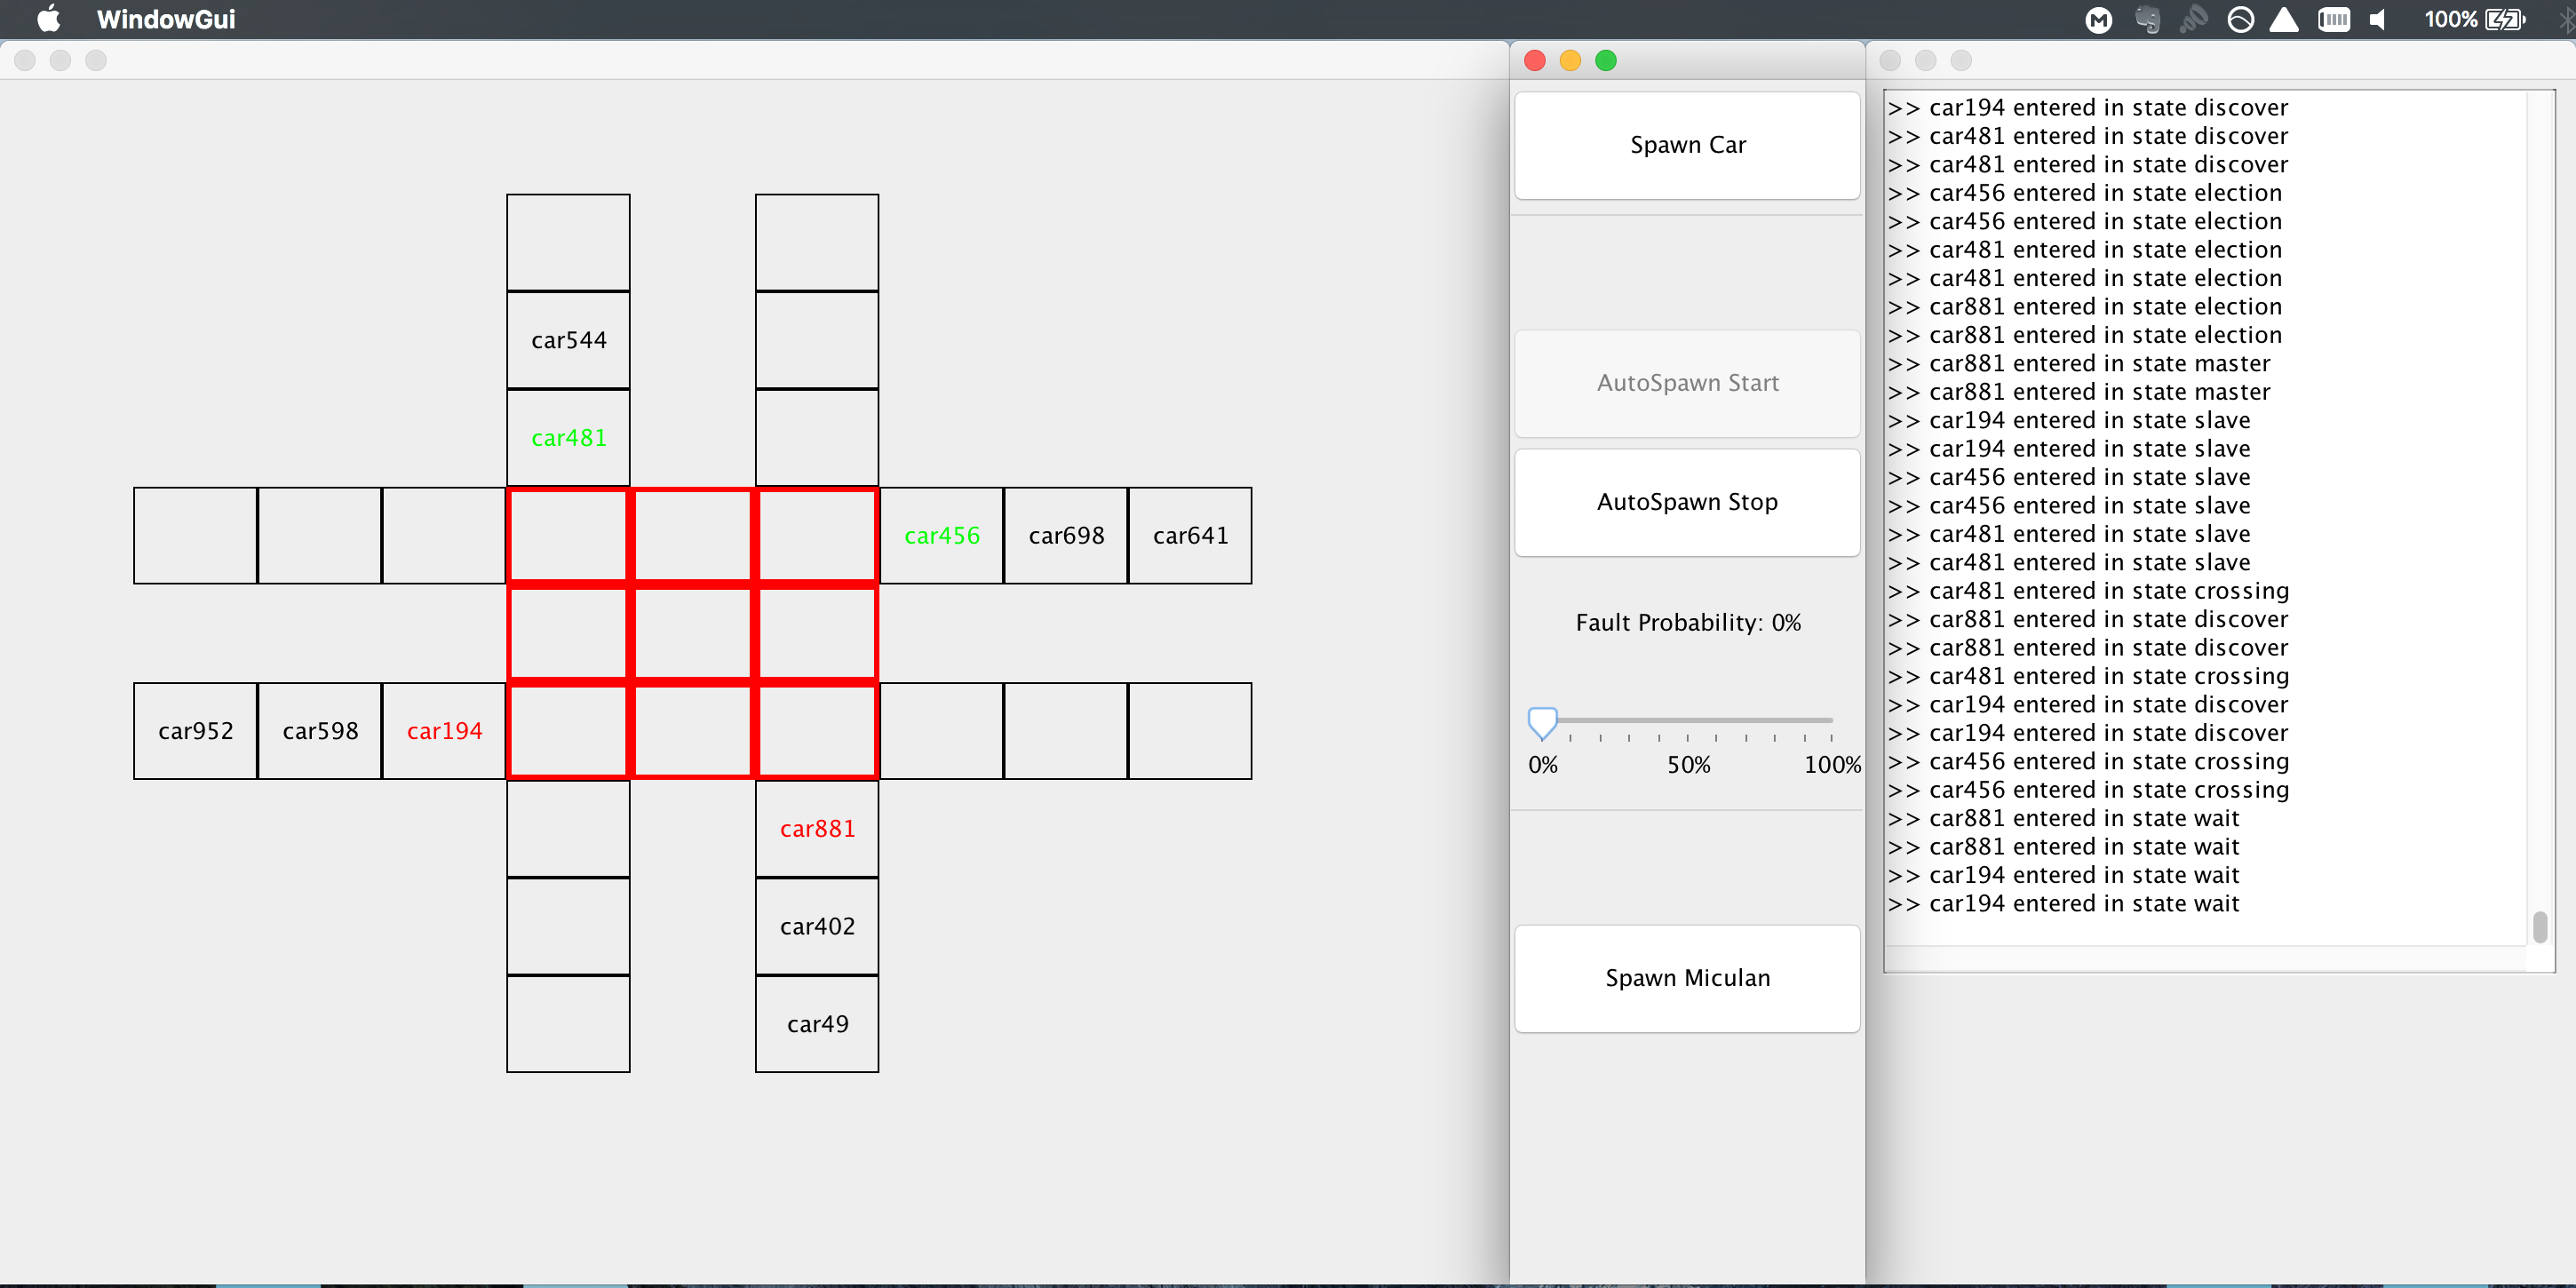 WindowGui
100%
car544
car481
car456 car698 car641
car952 car598 car194
car881
car402
car49
Spawn Car
AutoSpawn Start
AutoSpawn Stop
Fault Probability: 0%
0% 50% 100%
Spawn Miculan
>> car194 entered in state discover
>> car481 entered in state discover
>> car481 entered in state discover
>> car456 entered in state election
>> car456 entered in state election
>> car481 entered in state election
>> car481 entered in state election
>> car881 entered in state election
>> car881 entered in state election
>> car881 entered in state master
>> car881 entered in state master
>> car194 entered in state slave
>> car194 entered in state slave
>> car456 entered in state slave
>> car456 entered in state slave
>> car481 entered in state slave
>> car481 entered in state slave
>> car481 entered in state crossing
>> car881 entered in state discover
>> car881 entered in state discover
>> car481 entered in state crossing
>> car194 entered in state discover
>> car194 entered in state discover
>> car456 entered in state crossing
>> car456 entered in state crossing
>> car881 entered in state wait
>> car881 entered in state wait
>> car194 entered in state wait
>> car194 entered in state wait